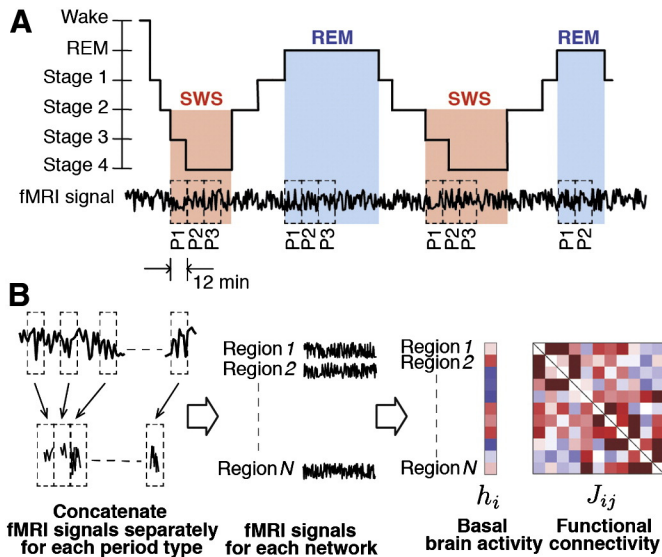 A
Wake
REM
Stage 1
Stage 2
Stage 3
Stage 4
fMRI signal
SWS
REM
SWS
REM
P1 P2 P3
P1 P2 P3
P1 P2 P3
P1 P2
12 min
B
Concatenate
fMRI signals separately
for each period type
Region 1
Region 2
Region N
fMRI signals
for each network
Region 1
Region 2
Region N
hi
Basal
brain activity
Jij
Functional
connectivity